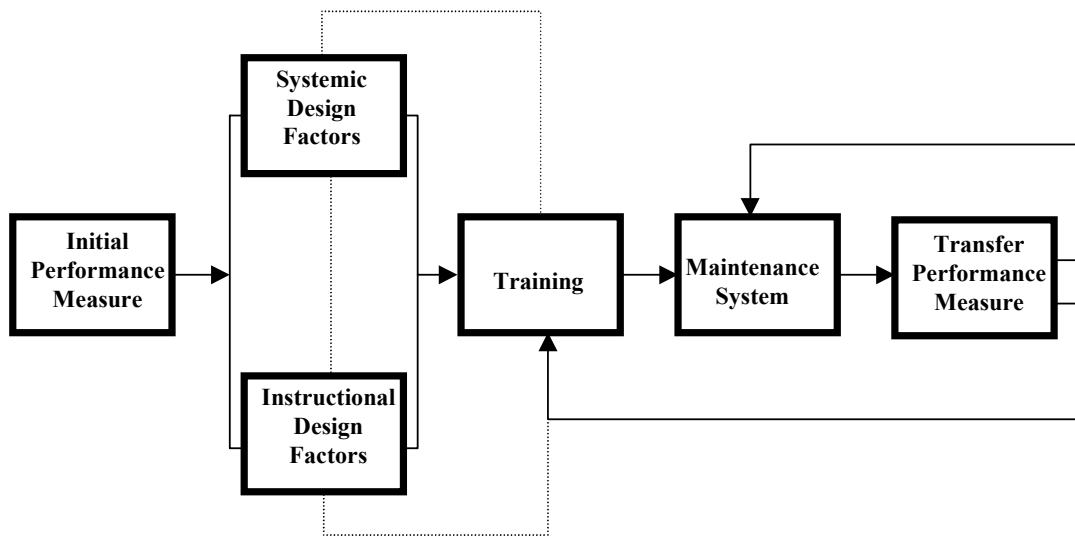 Systemic
Design
Factors
Initial
Performance
Measure
Training
Maintenance
System
Transfer
Performance
Measure
Instructional
Design
Factors